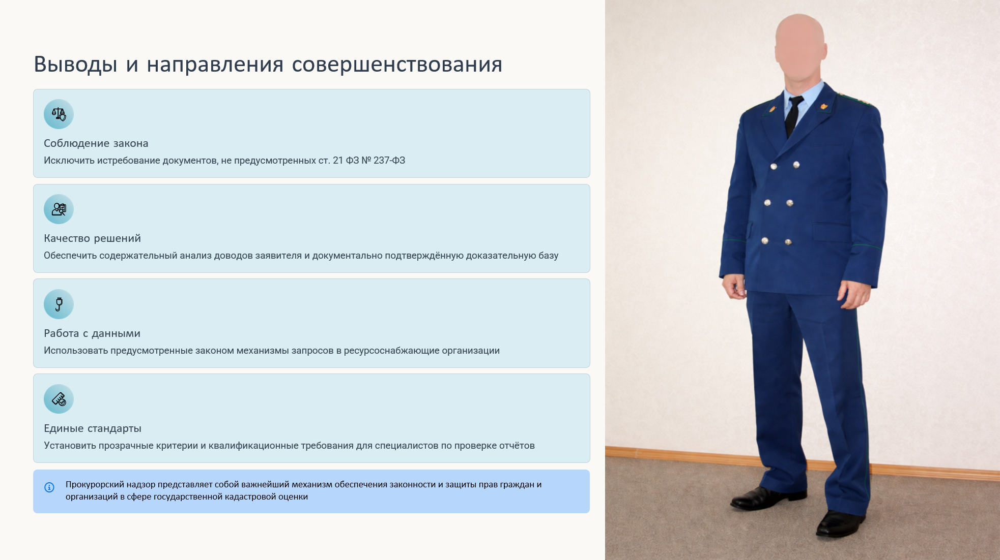 Выводы и направления совершенствования
Соблюдение закона
Исключить истребование документов, не предусмотренных ст. 21 ФЗ № 237-ФЗ
Качество решений
Обеспечить содержательный анализ доводов заявителя и документально подтверждённую доказательную базу
Работа с данными
Использовать предусмотренные законом механизмы запросов в ресурсоснабжающие организации
Единые стандарты
Установить прозрачные критерии и квалификационные требования для специалистов по проверке отчётов
Прокурорский надзор представляет собой важнейший механизм обеспечения законности и защиты прав граждан и
организаций в сфере государственной кадастровой оценки